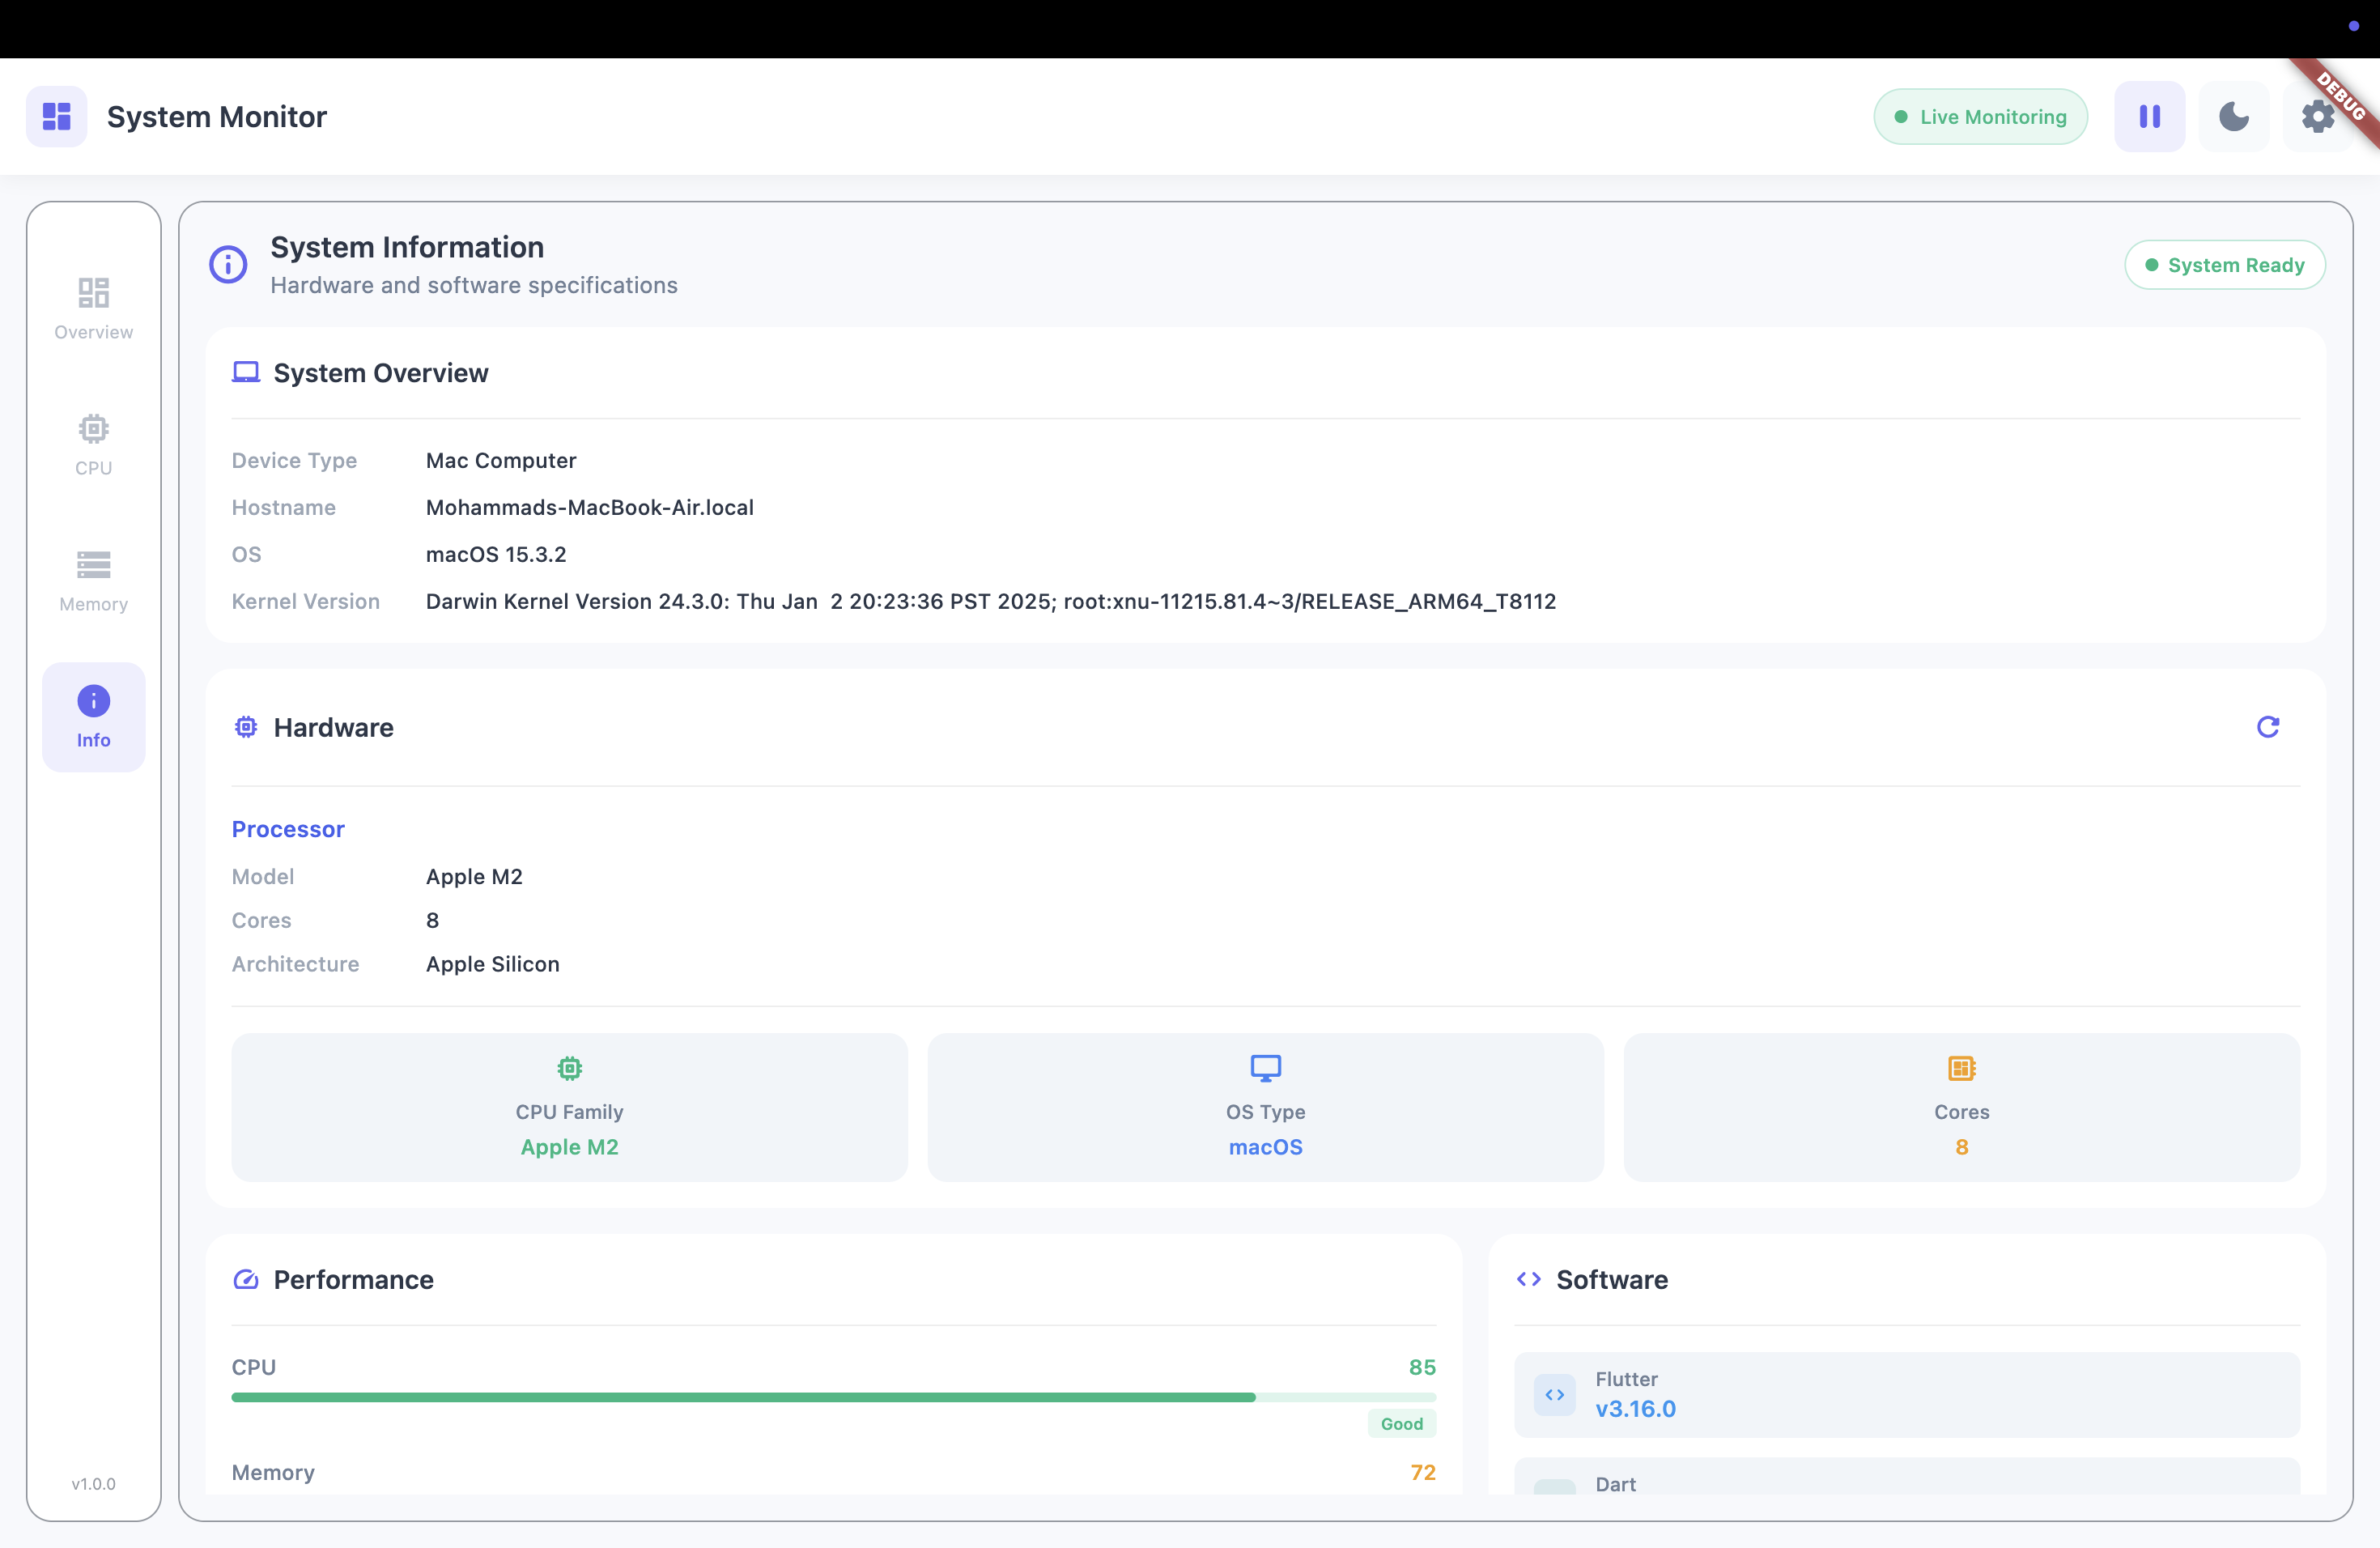 System Monitor
Live Monitoring
DEBUG
Overview
CPU
Memory
Info
v1.0.0
System Information
Hardware and software specifications
System Ready
System Overview
Device Type Mac Computer
Hostname Mohammads-MacBook-Air.local
OS macOS 15.3.2
Kernel Version Darwin Kernel Version 24.3.0: Thu Jan  2 20:23:36 PST 2025; root:xnu-11215.81.4~3/RELEASE_ARM64_T8112
Hardware
Processor
Model Apple M2
Cores 8
Architecture Apple Silicon
CPU Family
Apple M2
OS Type
macOS
Cores
8
Performance
CPU 85
Good
Memory 72
Software
Flutter
v3.16.0
Dart